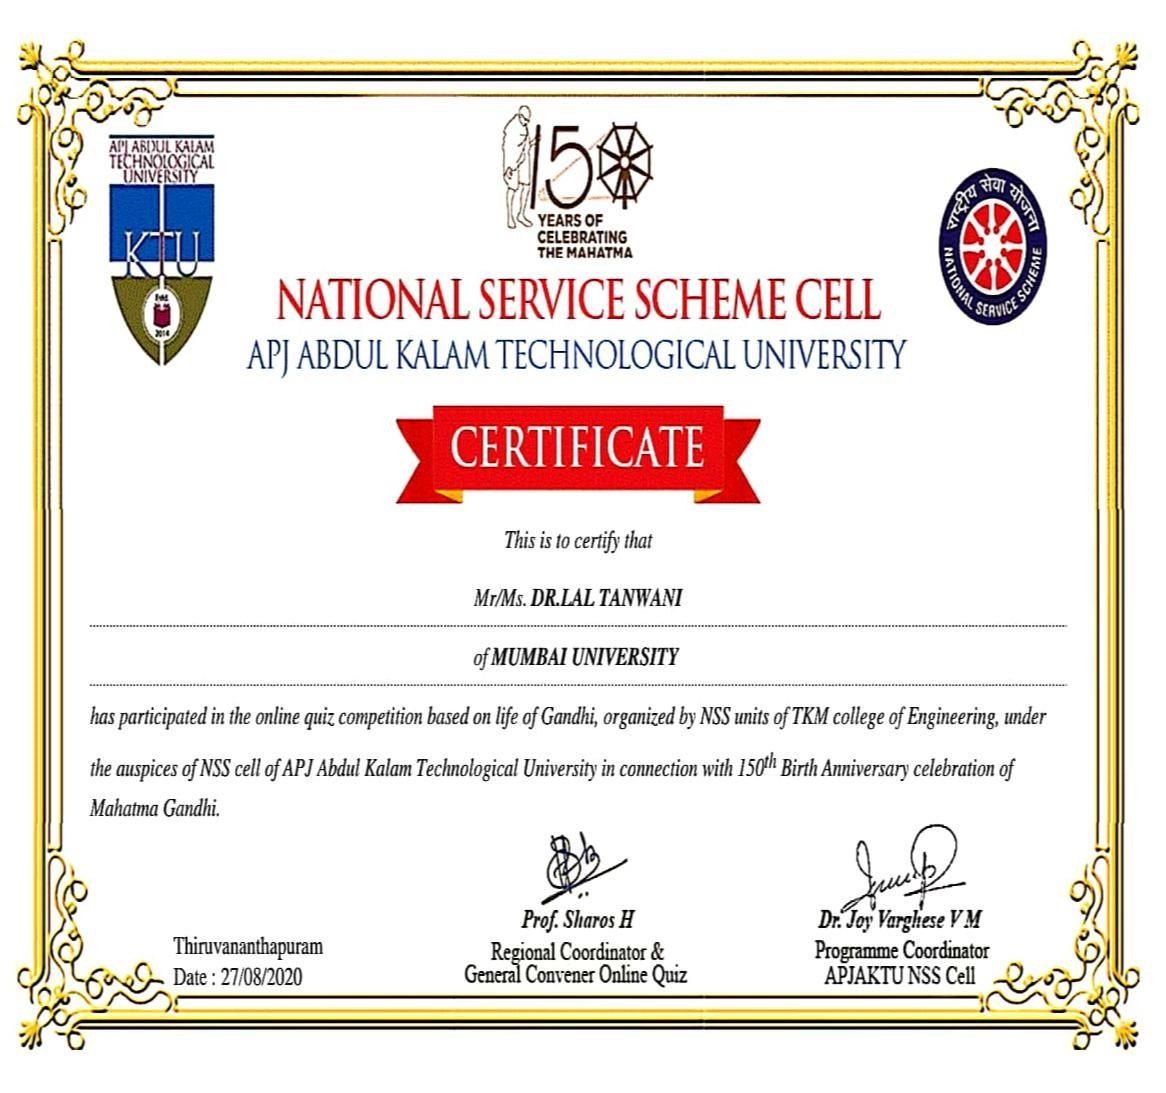 APJ ABDUL KALAM
TECHNOLOGICAL
UNIVERSITY
KTU
2014
150
YEARS OF
CELEBRATING
THE MAHATMA
राष्ट्रीय सेवा योजना
NATIONAL SERVICE SCHEME
NATIONAL SERVICE SCHEME CELL
APJ ABDUL KALAM TECHNOLOGICAL UNIVERSITY
CERTIFICATE
This is to certify that
Mr/Ms. DR.LAL TANWANI
of MUMBAI UNIVERSITY
has participated in the online quiz competition based on life of Gandhi, organized by NSS units of TKM college of Engineering, under
the auspices of NSS cell of APJ Abdul Kalam Technological University in connection with 150th Birth Anniversary celebration of
Mahatma Gandhi.
Thiruvananthapuram
Date : 27/08/2020
Prof. Sharos H
Regional Coordinator &
General Convener Online Quiz
Dr. Joy Varghese V M
Programme Coordinator
APJAKTU NSS Cell